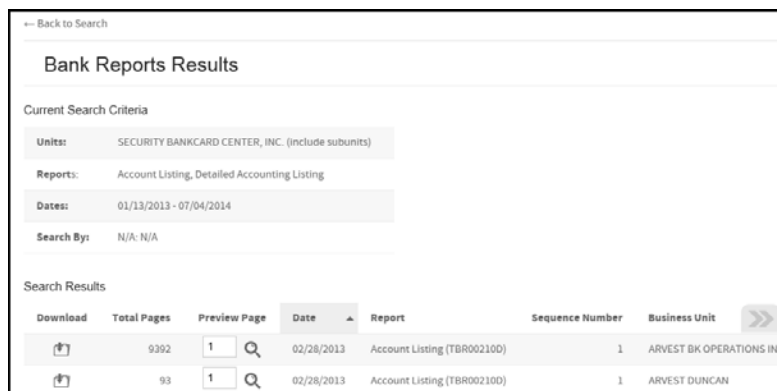 ← Back to Search
Bank Reports Results
Current Search Criteria
Units: SECURITY BANKCARD CENTER, INC. (include subunits)
Reports: Account Listing, Detailed Accounting Listing
Dates: 01/13/2013 - 07/04/2014
Search By: N/A: N/A
Search Results
Download Total Pages Preview Page Date Report Sequence Number Business Unit
9392 1 02/28/2013 Account Listing (TBR00210D) 1 ARVEST BK OPERATIONS IN
93 1 02/28/2013 Account Listing (TBR00210D) 1 ARVEST DUNCAN